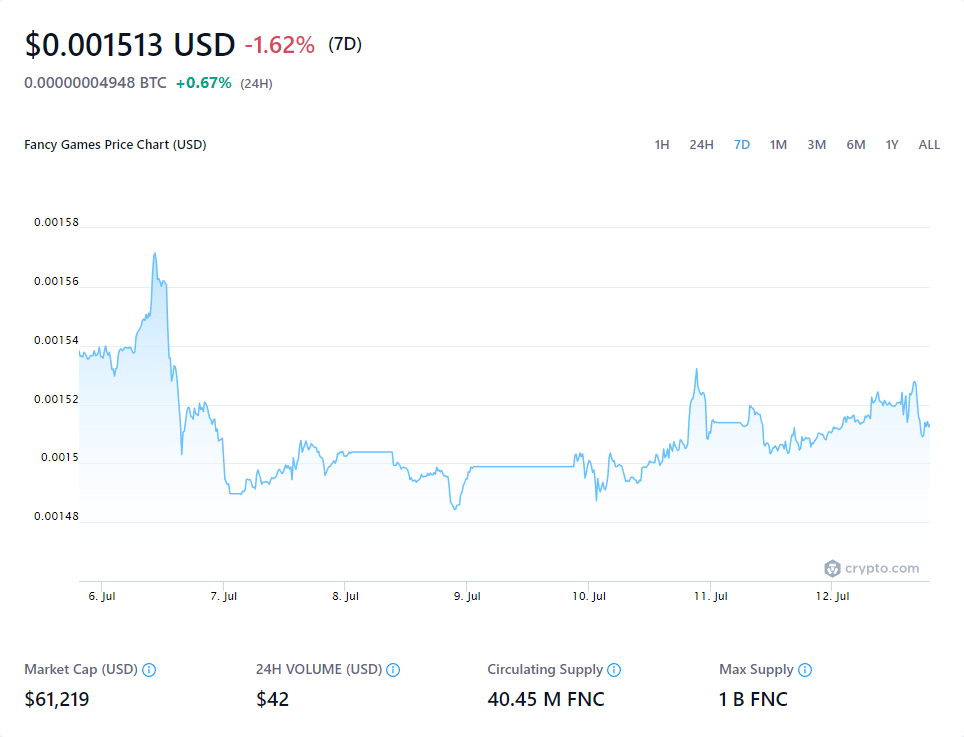 $0.001513 USD -1.62% (7D)
0.00000004948 BTC +0.67% (24H)
Fancy Games Price Chart (USD) 1H 24H 7D 1M 3M 6M 1Y ALL
0.00158
0.00156
0.00154
0.00152
0.0015
0.00148
crypto.com
6. Jul 7. Jul 8. Jul 9. Jul 10. Jul 11. Jul 12. Jul
Market Cap (USD) 24H VOLUME (USD) Circulating Supply Max Supply
$61,219 $42 40.45 M FNC 1 B FNC